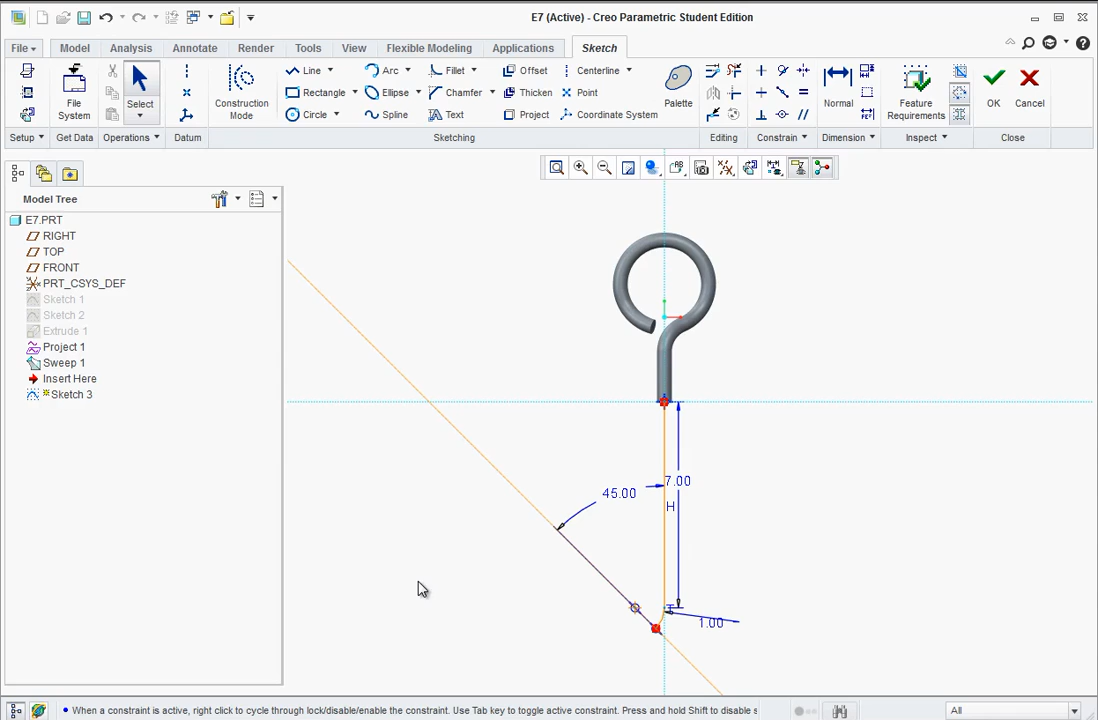 E7 (Active) - Creo Parametric Student Edition
File Model Analysis Annotate Render Tools View Flexible Modeling Applications Sketch
Line Arc Fillet Offset Centerline
Rectangle Ellipse Chamfer Thicken Point
Circle Spline Text Project Coordinate System
File System
Select
Construction Mode
Palette
Normal
Feature Requirements
OK
Cancel
Setup Get Data Operations Datum Sketching Editing Constrain Dimension Inspect Close
Model Tree
E7.PRT
RIGHT
TOP
FRONT
PRT_CSYS_DEF
Sketch 1
Sketch 2
Extrude 1
Project 1
Sweep 1
Insert Here
Sketch 3
7.00
45.00
H
T
1.00
When a constraint is active, right click to cycle through lock/disable/enable the constraint. Use Tab key to toggle active constraint. Press and hold Shift to disable s
All